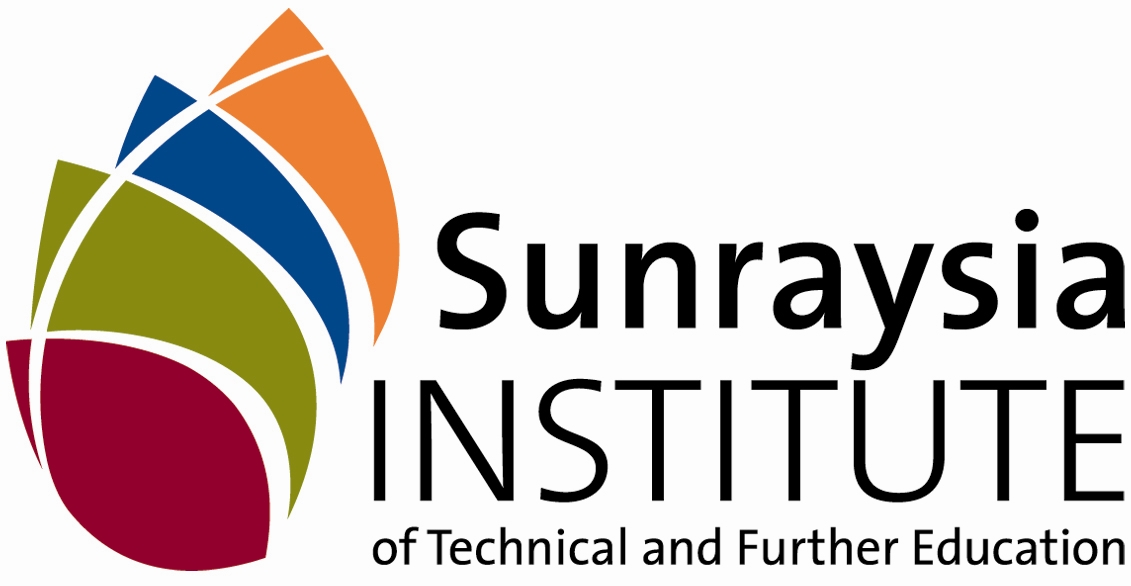 Sunraysia
INSTITUTE
of Technical and Further Education